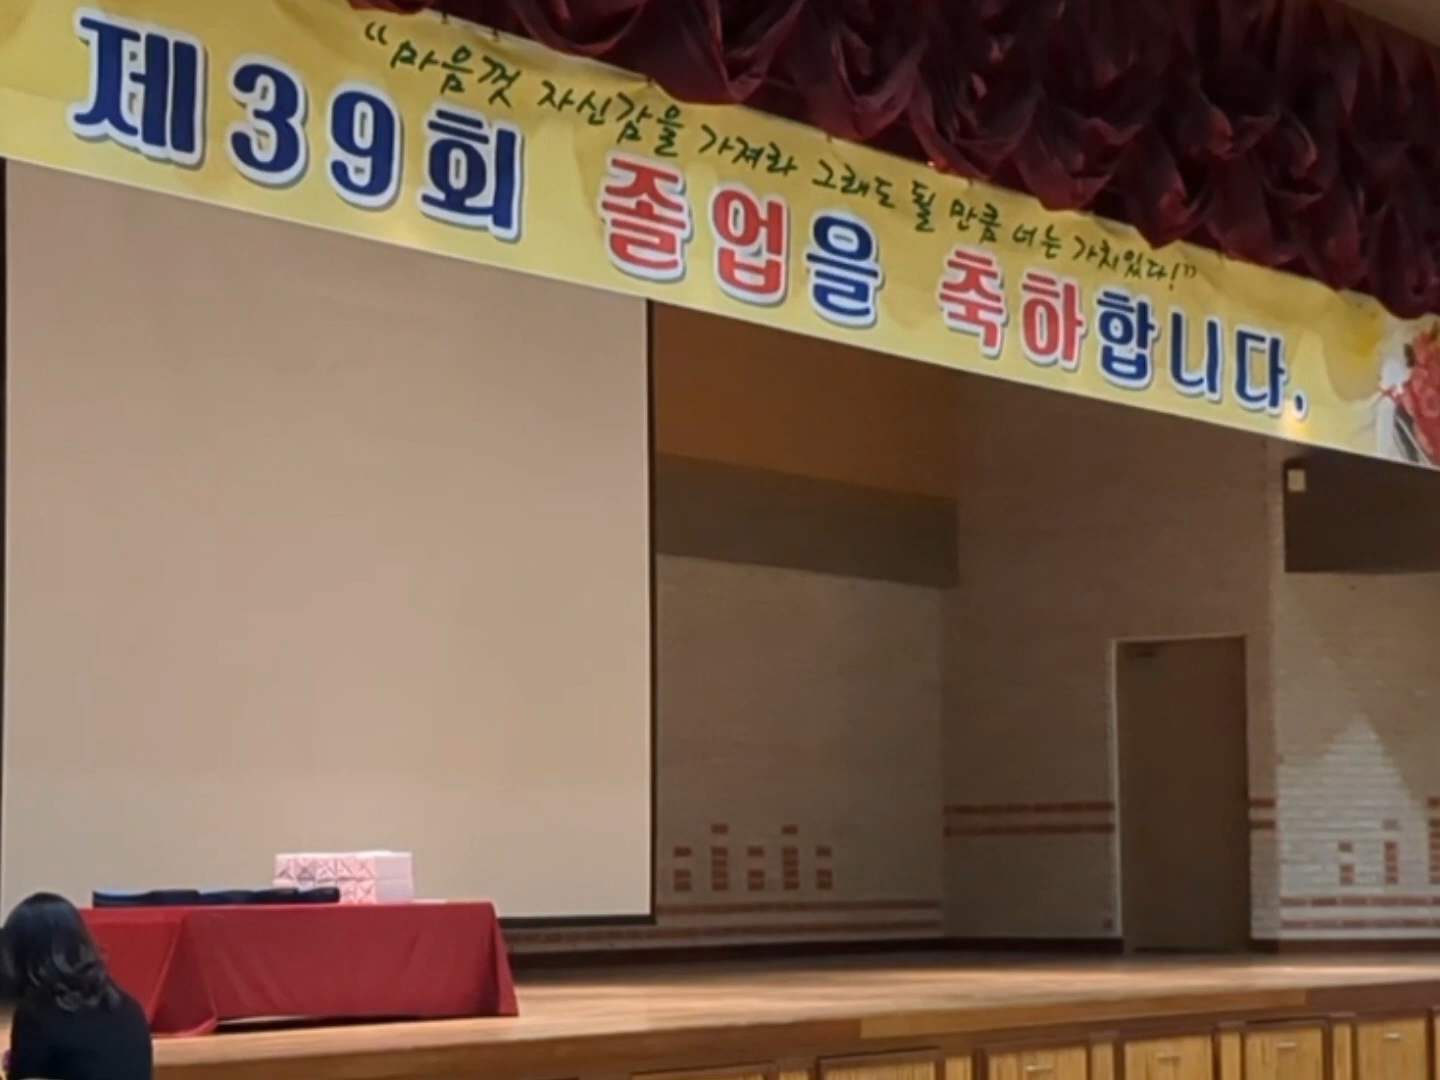 “마음껏 자신감을 가져라 그래도 될 만큼 너는 가치있다!”
제39회 졸업을 축하합니다.